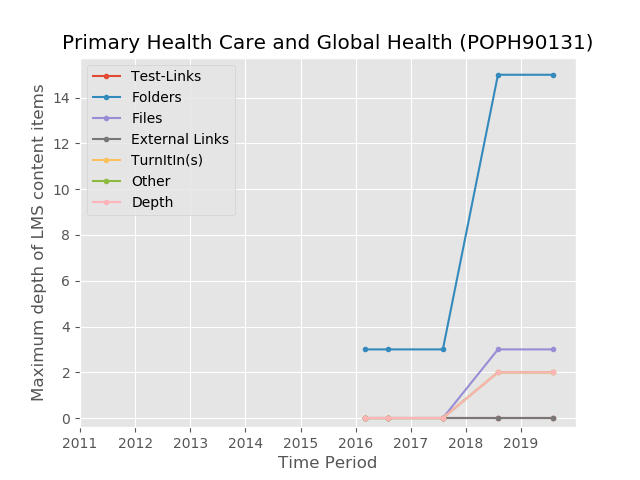 Primary Health Care and Global Health (POPH90131)
Test-Links
Folders
Files
External Links
TurnItIn(s)
Other
Depth
Maximum depth of LMS content items
14
12
10
8
6
4
2
0
2011 2012 2013 2014 2015 2016 2017 2018 2019
Time Period